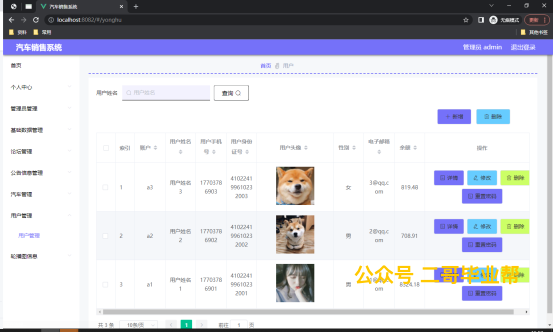 汽车销售系统
localhost:8082/#/yonghu
无痕模式
更新
资料
常用
其他书签
汽车销售系统
管理员 admin
退出登录
首页
个人中心
管理员管理
基础数据管理
论坛管理
公告信息管理
汽车管理
用户管理
用户管理
轮播图信息
首页 用户
用户姓名
用户姓名
查询
+ 新增
删除
索引 账户 用户姓名 用户手机号 用户身份证号 用户头像 性别 电子邮箱 余额 操作
1 a3 用户姓名3 17703786903 410224199610232003 女 3@qq.com 819.48 详情 修改 删除 重置密码
2 a2 用户姓名2 17703786902 410224199610232002 男 2@qq.com 708.91 详情 修改 删除 重置密码
3 a1 用户姓名1 17703786901 410224199610232001 男 8324.18 重置密码
公众号 二哥毕业帮
共 3 条 10条/页 1 前往 1 页